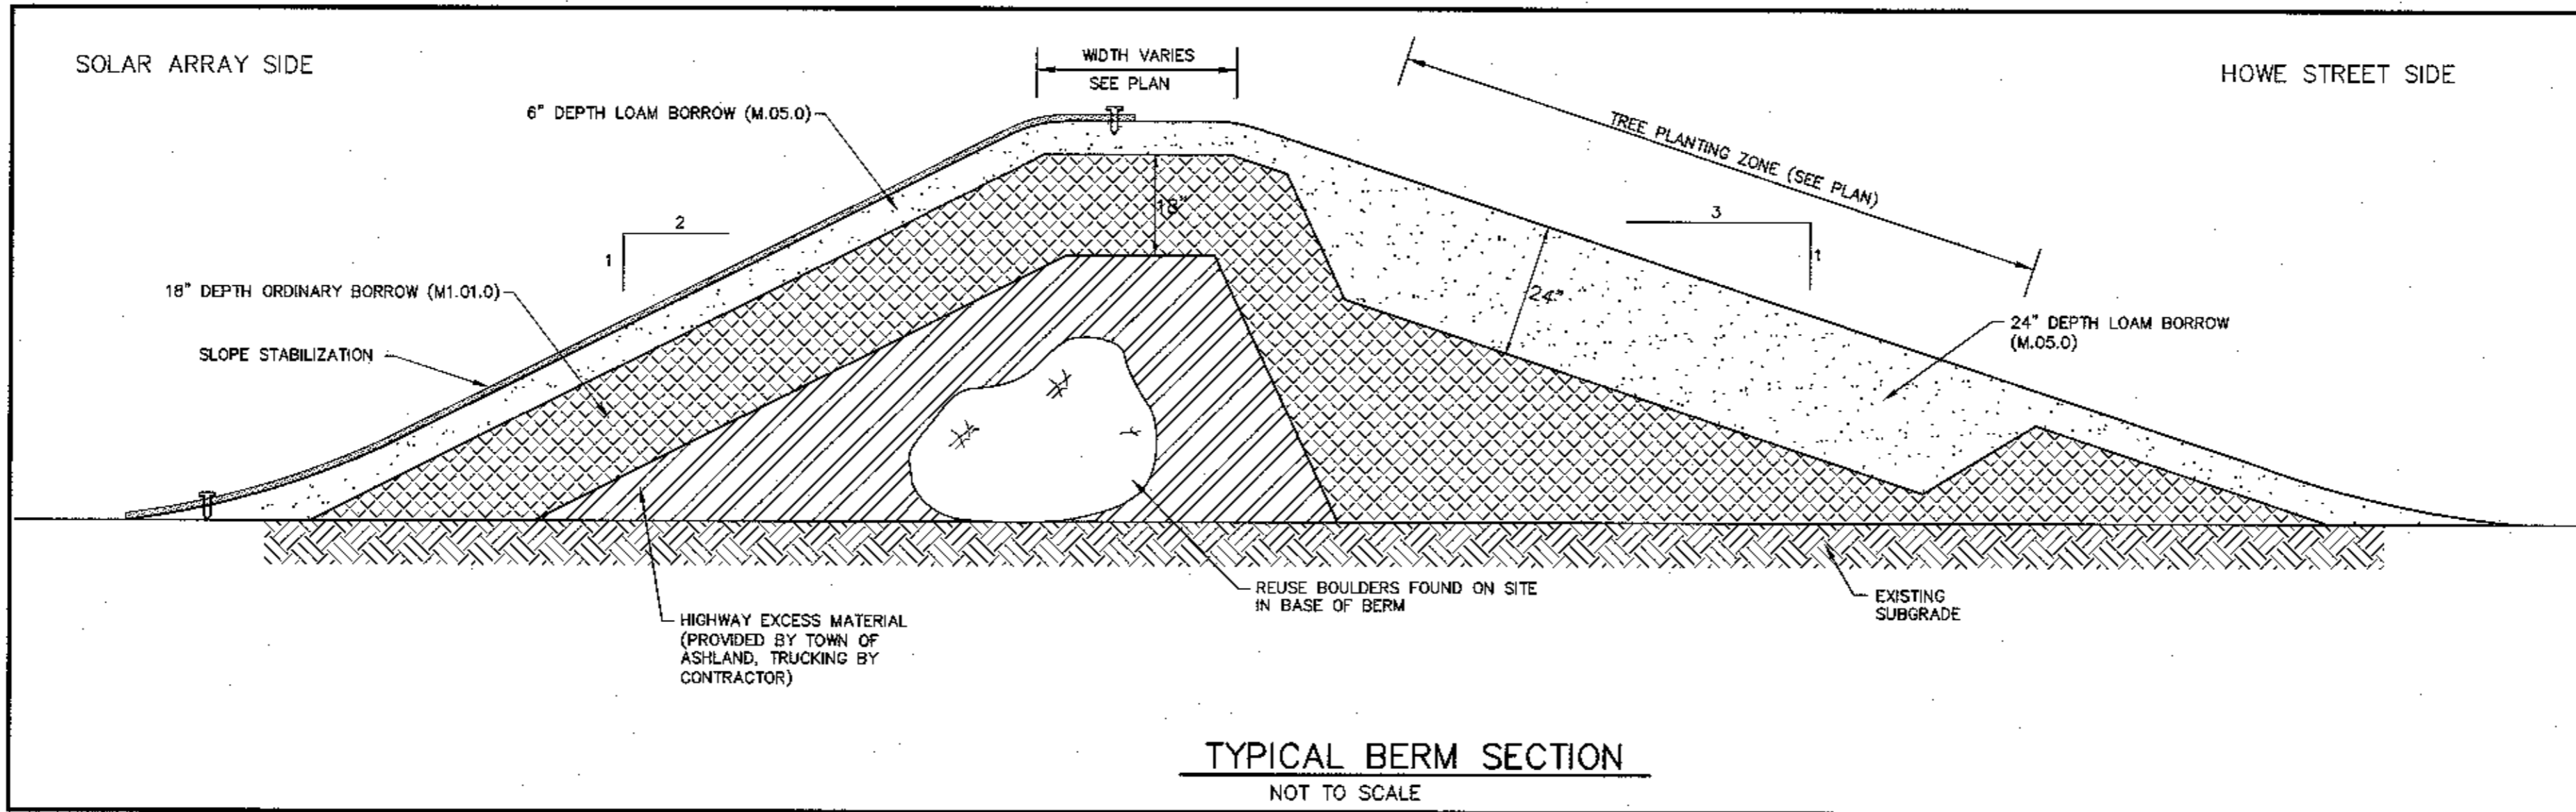 SOLAR ARRAY SIDE
WIDTH VARIES
SEE PLAN
HOWE STREET SIDE
6" DEPTH LOAM BORROW (M.05.0)
TREE PLANTING ZONE (SEE PLAN)
18"
2
1
3
1
18" DEPTH ORDINARY BORROW (M1.01.0)
24"
24" DEPTH LOAM BORROW
(M.05.0)
SLOPE STABILIZATION
REUSE BOULDERS FOUND ON SITE
IN BASE OF BERM
EXISTING
SUBGRADE
HIGHWAY EXCESS MATERIAL
(PROVIDED BY TOWN OF
ASHLAND, TRUCKING BY
CONTRACTOR)
TYPICAL BERM SECTION
NOT TO SCALE